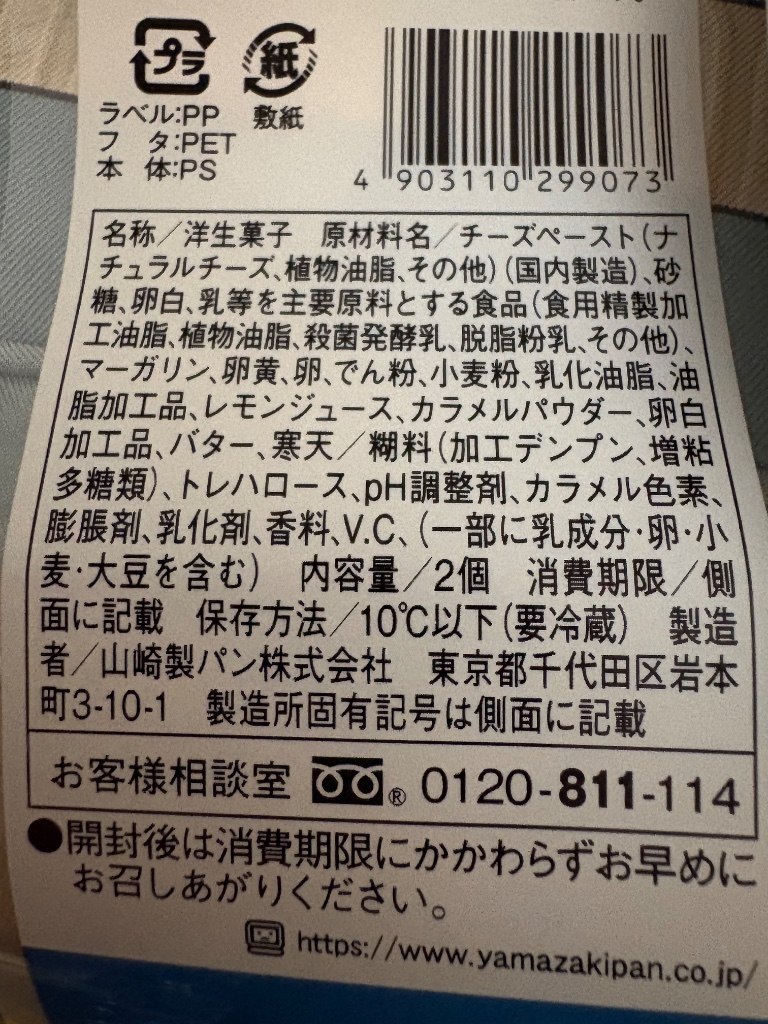 プラ 紙
ラベル:PP 敷紙
フ タ:PET
本 体:PS
4 903110 299073
名称/洋生菓子 原材料名/チーズペースト(ナ
チュラルチーズ、植物油脂、その他)(国内製造)、砂
糖、卵白、乳等を主要原料とする食品(食用精製加
工油脂、植物油脂、殺菌発酵乳、脱脂粉乳、その他)、
マーガリン、卵黄、卵、でん粉、小麦粉、乳化油脂、油
脂加工品、レモンジュース、カラメルパウダー、卵白
加工品、バター、寒天/糊料(加工デンプン、増粘
多糖類)、トレハロース、pH調整剤、カラメル色素、
膨脹剤、乳化剤、香料、V.C、(一部に乳成分・卵・小
麦・大豆を含む) 内容量/2個 消費期限/側
面に記載 保存方法/10℃以下(要冷蔵) 製造
者/山崎製パン株式会社 東京都千代田区岩本
町3-10-1 製造所固有記号は側面に記載
お客様相談室 ® 0120-811-114
●開封後は消費期限にかかわらずお早めに
お召しあがりください。
https://www.yamazakipan.co.jp/